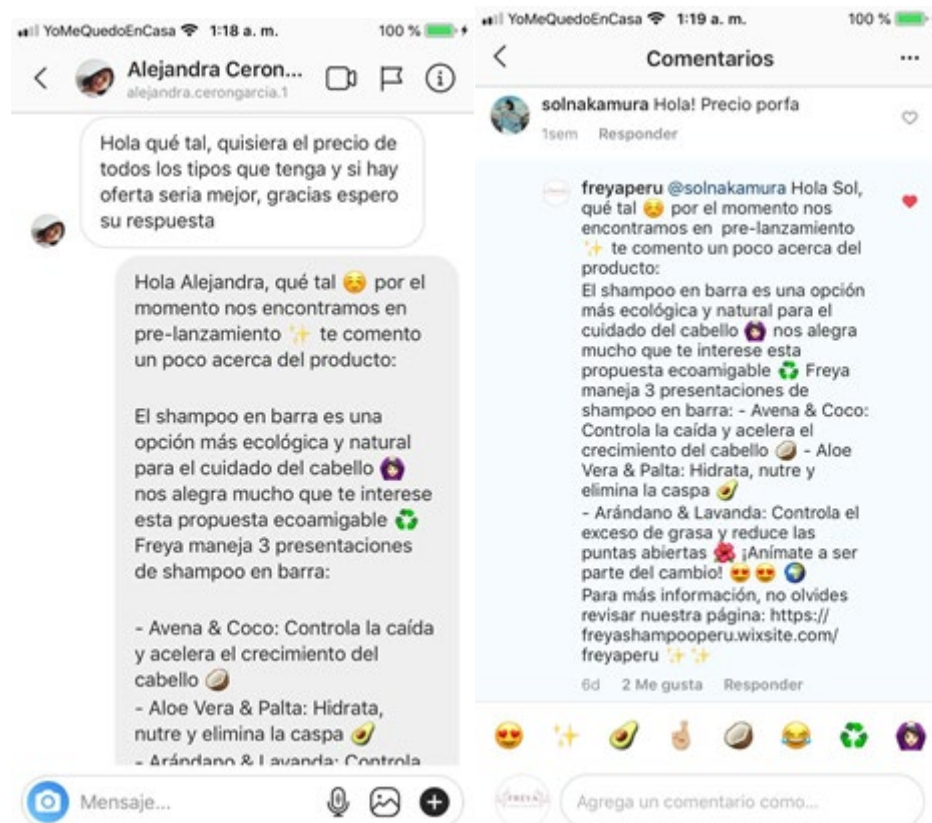 YoMeQuedoEnCasa 1:18 a. m. 100 %
Alejandra Ceron...
alejandra.cerongarcia.1
Hola qué tal, quisiera el precio de
todos los tipos que tenga y si hay
oferta seria mejor, gracias espero
su respuesta
Hola Alejandra, qué tal ☺️ por el
momento nos encontramos en
pre-lanzamiento ✨ te comento
un poco acerca del producto:
El shampoo en barra es una
opción más ecológica y natural
para el cuidado del cabello 💆🏻‍♀️
nos alegra mucho que te interese
esta propuesta ecoamigable ♻️
Freya maneja 3 presentaciones
de shampoo en barra:
- Avena & Coco: Controla la caída
y acelera el crecimiento del
cabello 🥥
- Aloe Vera & Palta: Hidrata,
nutre y elimina la caspa 🥑
- Arándano & Lavanda: Controla
Mensaje...
YoMeQuedoEnCasa 1:19 a. m. 100 %
Comentarios
solnakamura Hola! Precio porfa
1sem Responder
freyaperu @solnakamura Hola Sol,
qué tal ☺️ por el momento nos
encontramos en pre-lanzamiento
✨ te comento un poco acerca del
producto:
El shampoo en barra es una opción
más ecológica y natural para el
cuidado del cabello 💆🏻‍♀️ nos alegra
mucho que te interese esta
propuesta ecoamigable ♻️ Freya
maneja 3 presentaciones de
shampoo en barra: - Avena & Coco:
Controla la caída y acelera el
crecimiento del cabello 🥥 - Aloe
Vera & Palta: Hidrata, nutre y
elimina la caspa 🥑
- Arándano & Lavanda: Controla el
exceso de grasa y reduce las
puntas abiertas 🌺 ¡Anímate a ser
parte del cambio! 😍😍 🌍
Para más información, no olvides
revisar nuestra página: https://
freyashampooperu.wixsite.com/
freyaperu ✨✨
6d 2 Me gusta Responder
FREYA
Agrega un comentario como...